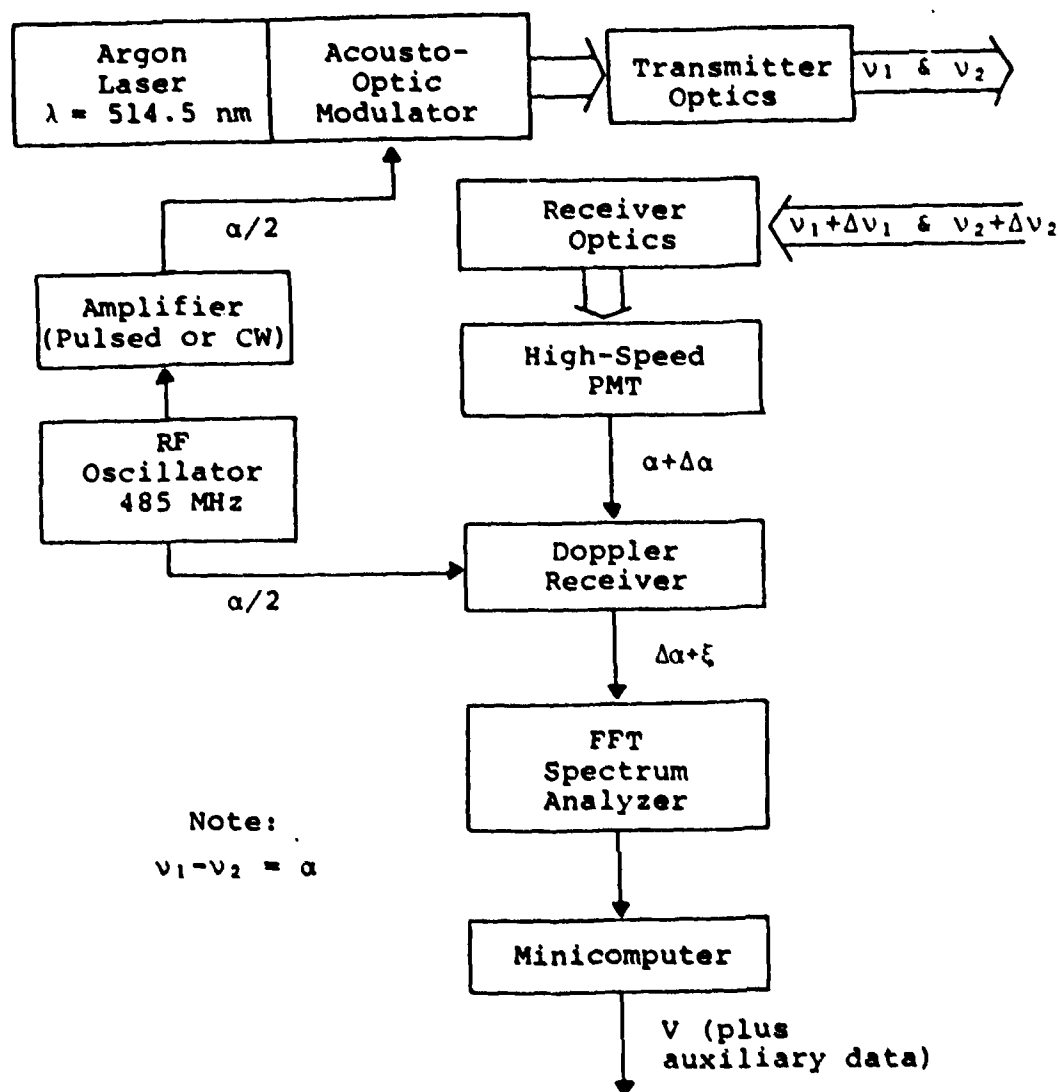 Argon
Laser
λ = 514.5 nm
Acousto-
Optic
Modulator
Transmitter
Optics
ν₁ & ν₂
α/2
Receiver
Optics
ν₁+Δν₁ & ν₂+Δν₂
Amplifier
(Pulsed or CW)
High-Speed
PMT
RF
Oscillator
485 MHz
α+Δα
Doppler
Receiver
α/2
Δα+ξ
FFT
Spectrum
Analyzer
Note:
ν₁-ν₂ = α
Minicomputer
V (plus
auxiliary data)